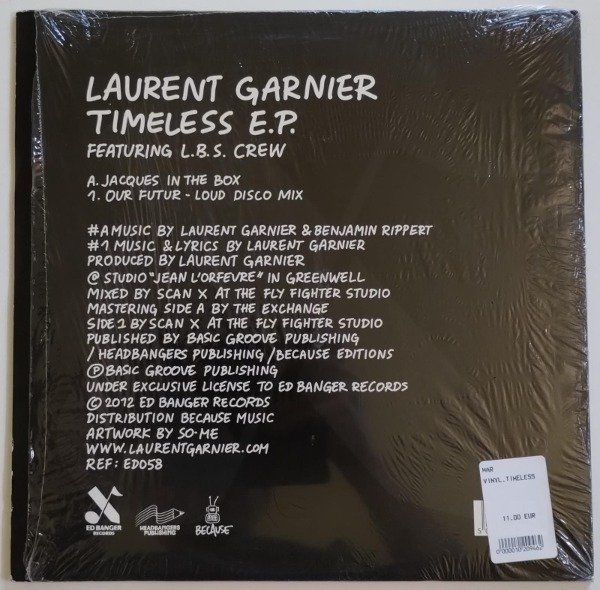 LAURENT GARNIER
TIMELESS E.P.
FEATURING L.B.S. CREW
A. JACQUES IN THE BOX
1. OUR FUTUR - LOUD DISCO MIX
#A MUSIC BY LAURENT GARNIER & BENJAMIN RIPPERT
#1 MUSIC & LYRICS BY LAURENT GARNIER
PRODUCED BY LAURENT GARNIER
@ STUDIO "JEAN L'ORFEVRE" IN GREENWELL
MIXED BY SCAN X AT THE FLY FIGHTER STUDIO
MASTERING SIDE A BY THE EXCHANGE
SIDE 1 BY SCAN X AT THE FLY FIGHTER STUDIO
PUBLISHED BY BASIC GROOVE PUBLISHING
/ HEADBANGERS PUBLISHING / BECAUSE EDITIONS
Ⓟ BASIC GROOVE PUBLISHING
UNDER EXCLUSIVE LICENSE TO ED BANGER RECORDS
© 2012 ED BANGER RECORDS
DISTRIBUTION BECAUSE MUSIC
ARTWORK BY SO-ME
WWW.LAURENTGARNIER.COM
REF: ED058
ED BANGER
RECORDS
HEADBANGERS
PUBLISHING
BECAUSE
MAR
VINYL.TIMELESS
11.00 EUR